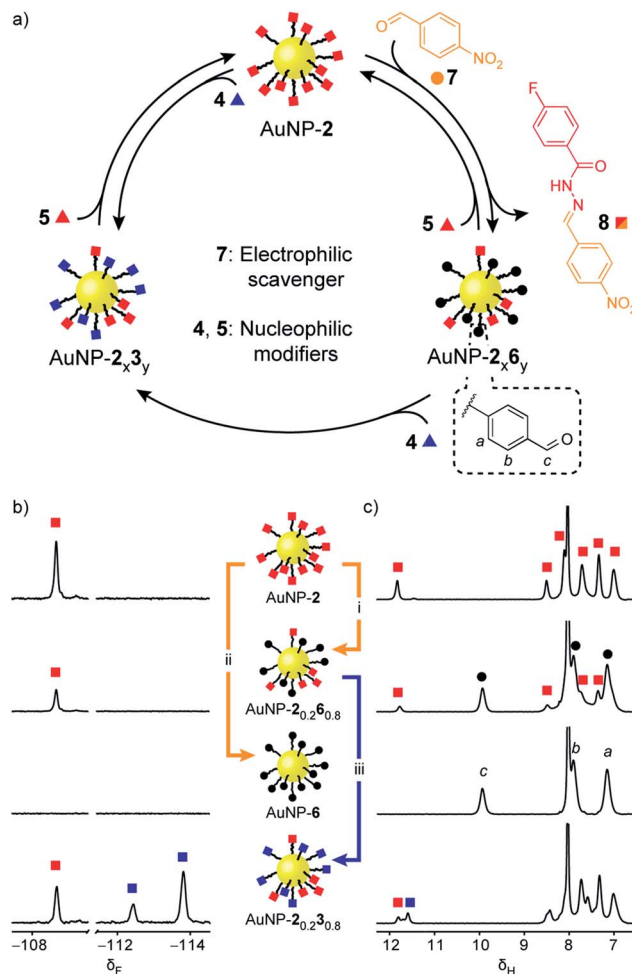 a)
O
NO₂
7
4
AuNP-2
F
O
HN
N
8
NO₂
5
5
7: Electrophilic
scavenger
4, 5: Nucleophilic
modifiers
AuNP-2ₓ3ᵧ
AuNP-2ₓ6ᵧ
4
a
b
c
O
b)
c)
AuNP-2
i
ii
AuNP-2₀.₂6₀.₈
AuNP-6
iii
c
b
a
AuNP-2₀.₂3₀.₈
−108
−112
−114
δF
12
11
10
9
8
7
δH